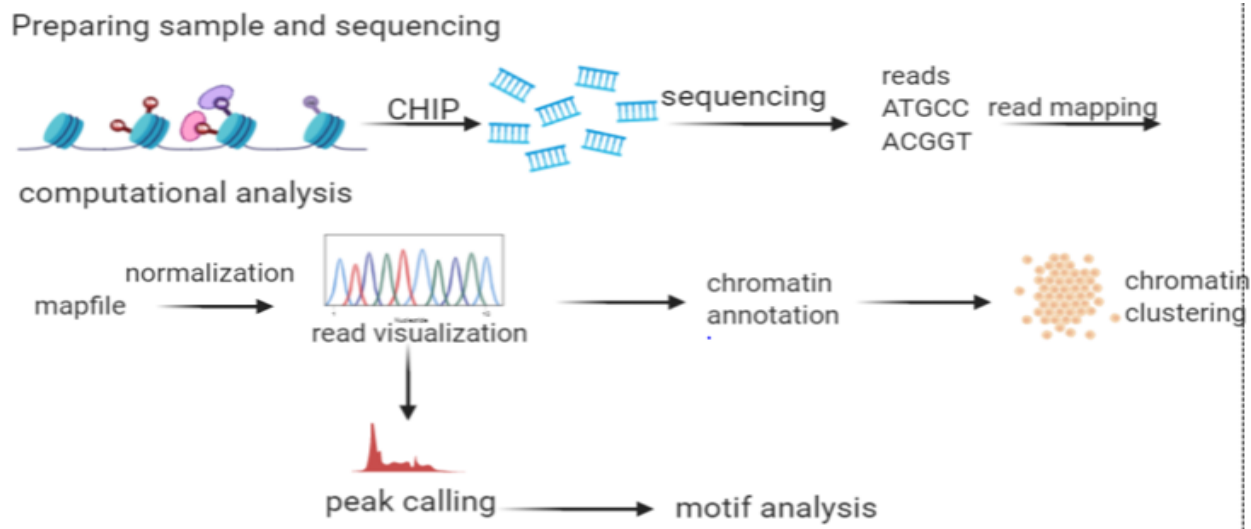 Preparing sample and sequencing
CHIP
sequencing
reads
ATGCC
ACGGT
read mapping
computational analysis
mapfile
normalization
read visualization
chromatin
annotation
chromatin
clustering
peak calling
motif analysis